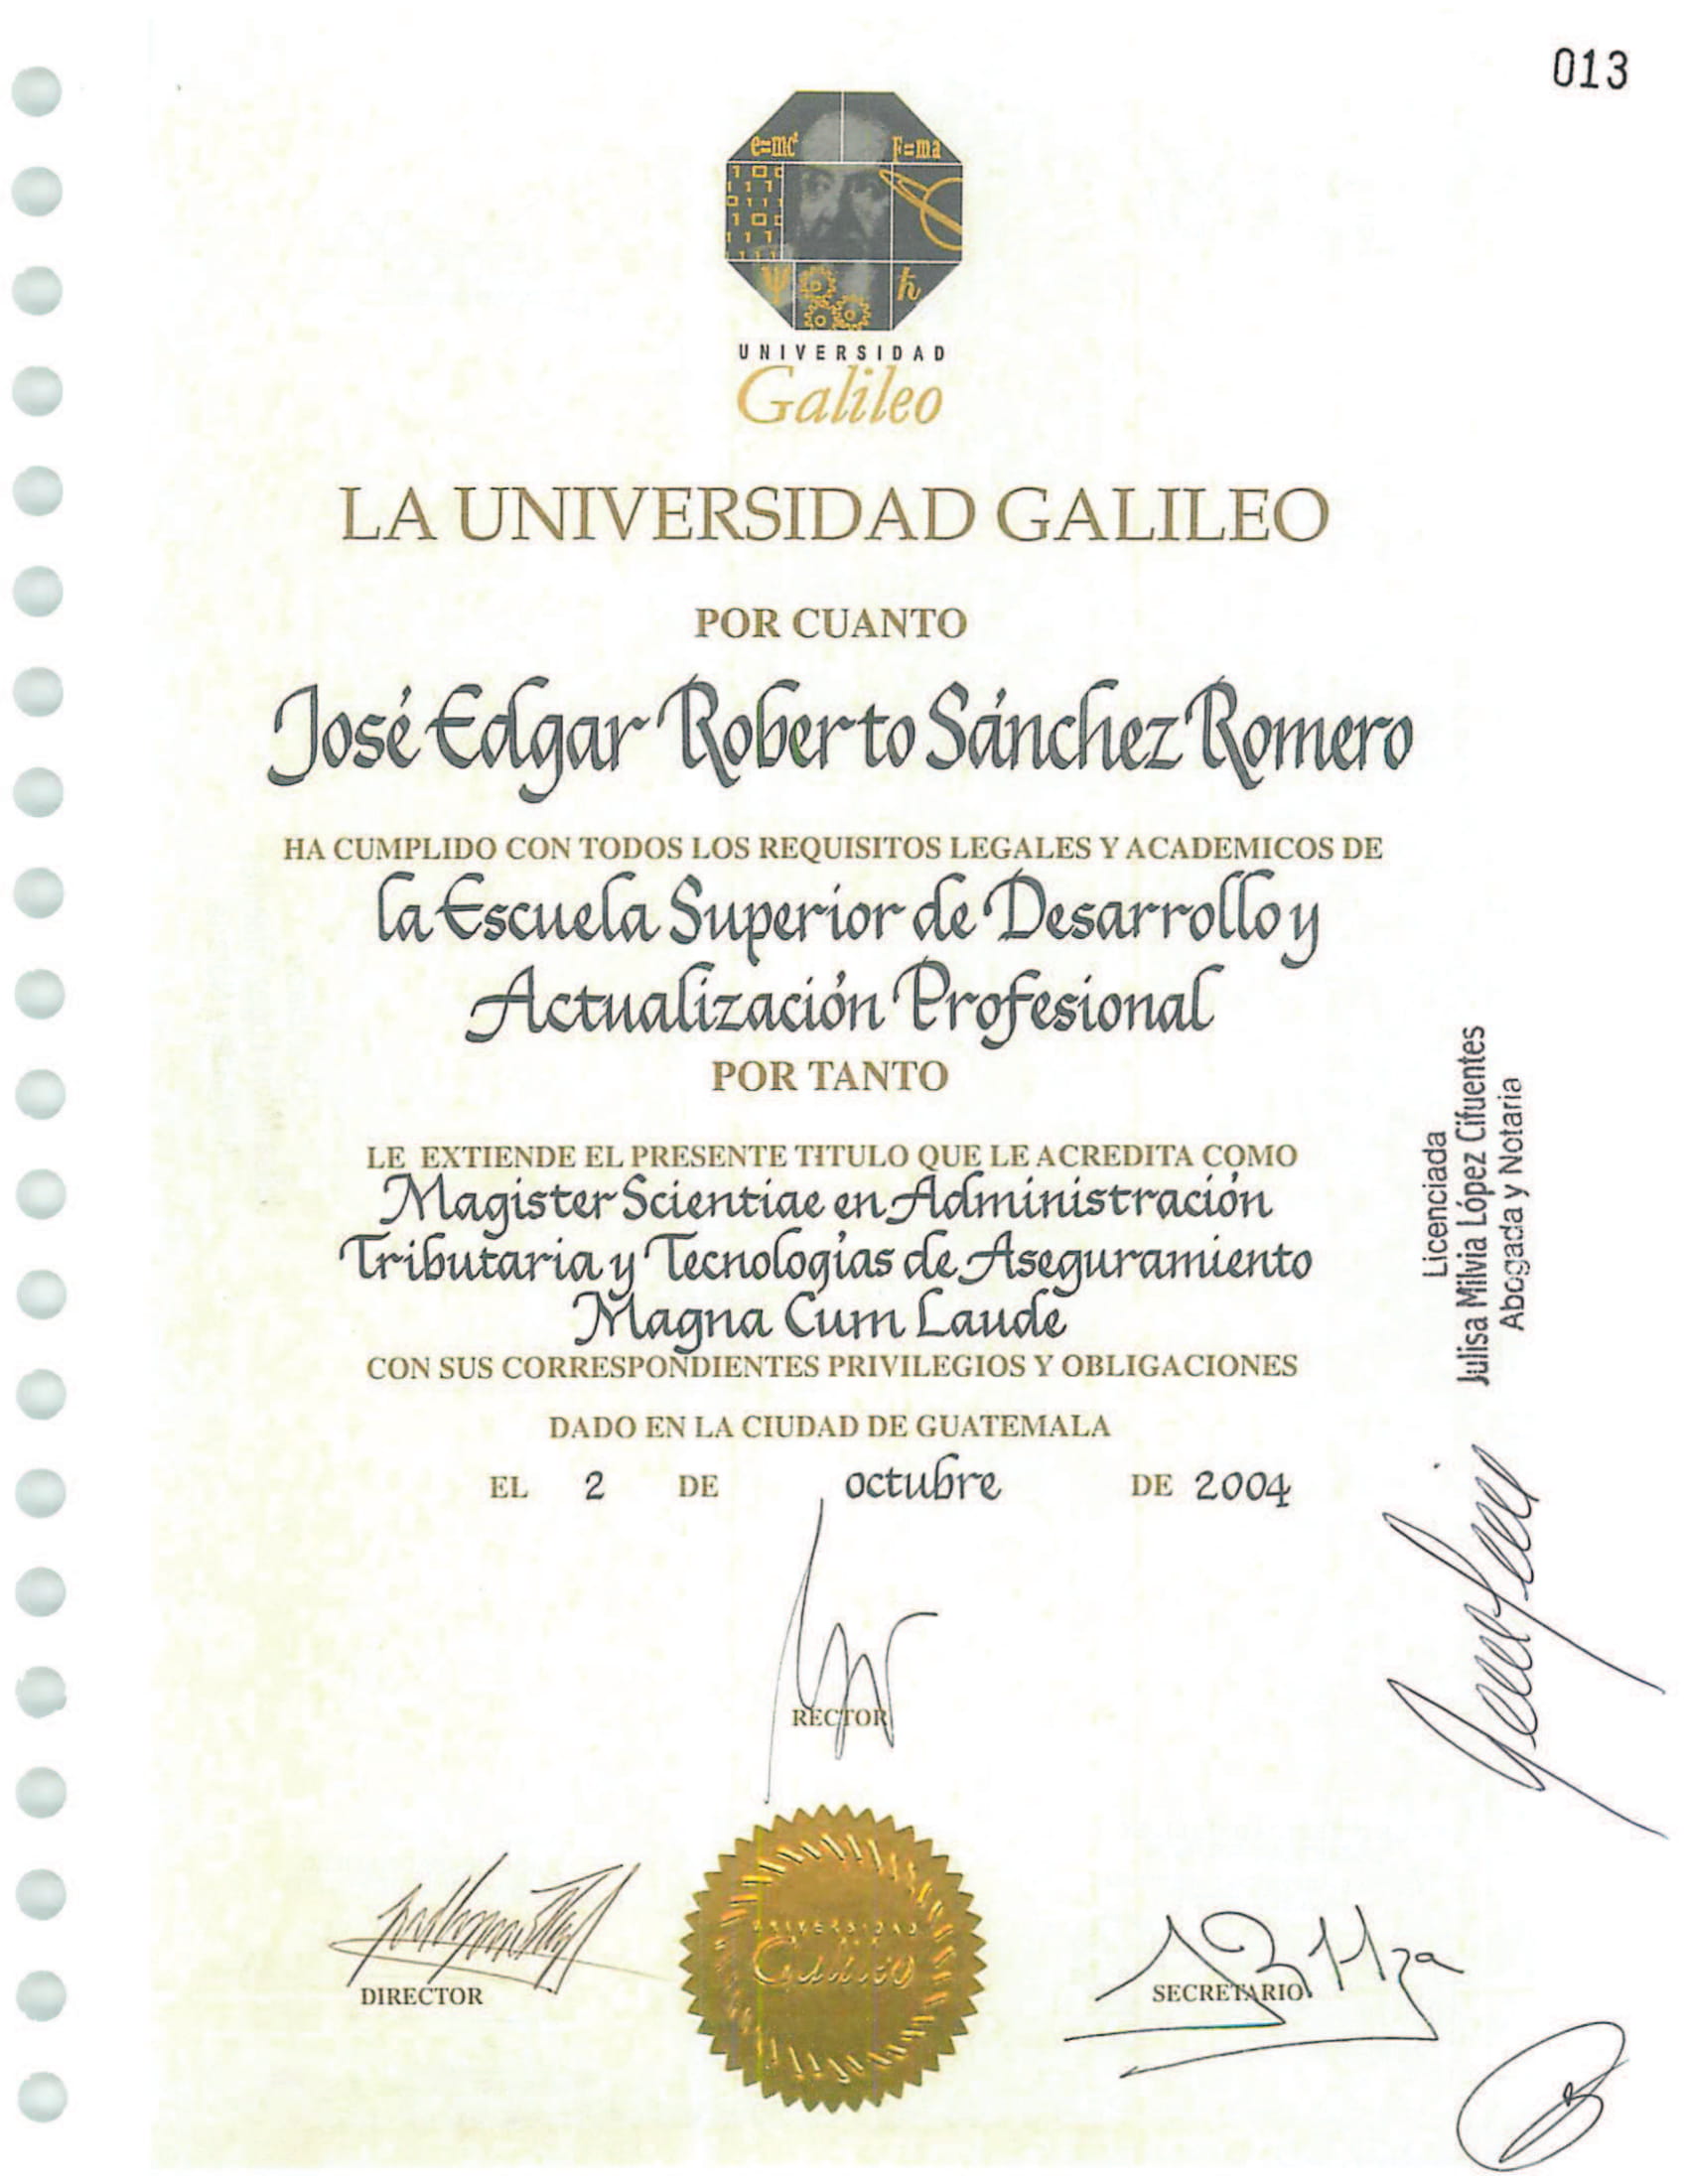 013
e=mc²
F=ma
Ψ
ħ
UNIVERSIDAD
Galileo
LA UNIVERSIDAD GALILEO
POR CUANTO
José Edgar Roberto Sánchez Romero
HA CUMPLIDO CON TODOS LOS REQUISITOS LEGALES Y ACADEMICOS DE
la Escuela Superior de Desarrollo y
Actualización Profesional
POR TANTO
LE EXTIENDE EL PRESENTE TITULO QUE LE ACREDITA COMO
Magister Scientiae en Administración
Tributaria y Tecnologías de Aseguramiento
Magna Cum Laude
CON SUS CORRESPONDIENTES PRIVILEGIOS Y OBLIGACIONES
DADO EN LA CIUDAD DE GUATEMALA
EL 2 DE octubre DE 2004
RECTOR
DIRECTOR
UNIVERSIDAD
Galileo
SECRETARIO
Licenciada
Julisa Milvia López Cifuentes
Abogada y Notaria